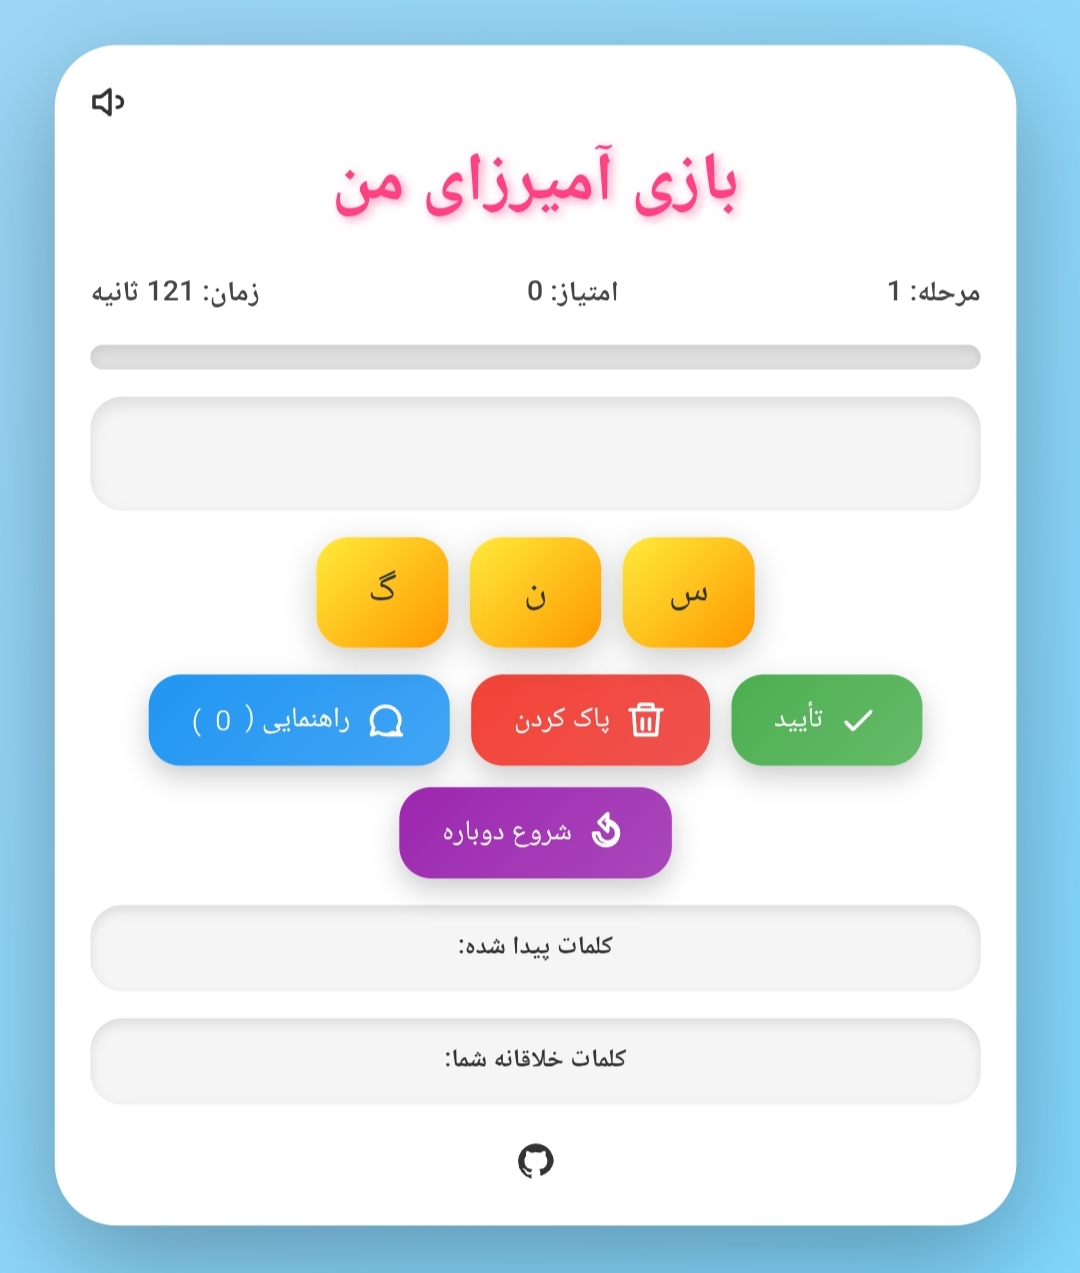 بازی آمیرزای من
مرحله: 1
امتیاز: 0
زمان: 121 ثانیه
س
ن
گ
تأیید
پاک کردن
راهنمایی ( 0 )
شروع دوباره
کلمات پیدا شده:
کلمات خلاقانه شما: